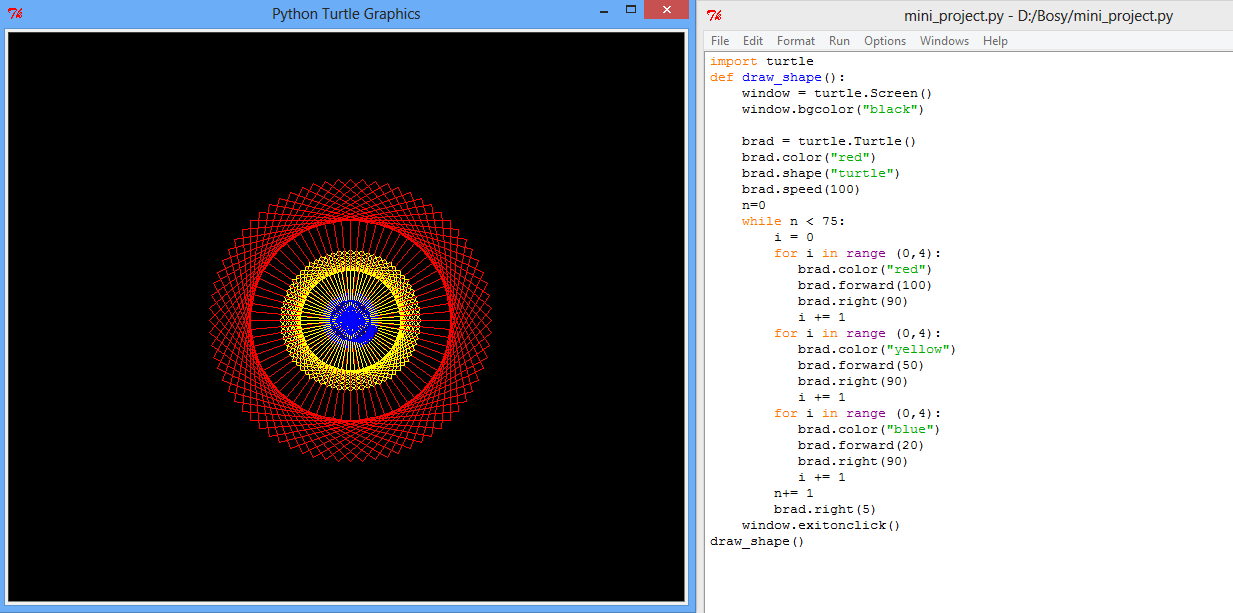 Python Turtle Graphics
mini_project.py - D:/Bosy/mini_project.py
File Edit Format Run Options Windows Help
import turtle
def draw_shape():
    window = turtle.Screen()
    window.bgcolor("black")

    brad = turtle.Turtle()
    brad.color("red")
    brad.shape("turtle")
    brad.speed(100)
    n=0
    while n < 75:
        i = 0
        for i in range (0,4):
           brad.color("red")
           brad.forward(100)
           brad.right(90)
           i += 1
        for i in range (0,4):
           brad.color("yellow")
           brad.forward(50)
           brad.right(90)
           i += 1
        for i in range (0,4):
           brad.color("blue")
           brad.forward(20)
           brad.right(90)
           i += 1
        n+= 1
        brad.right(5)
    window.exitonclick()
draw_shape()